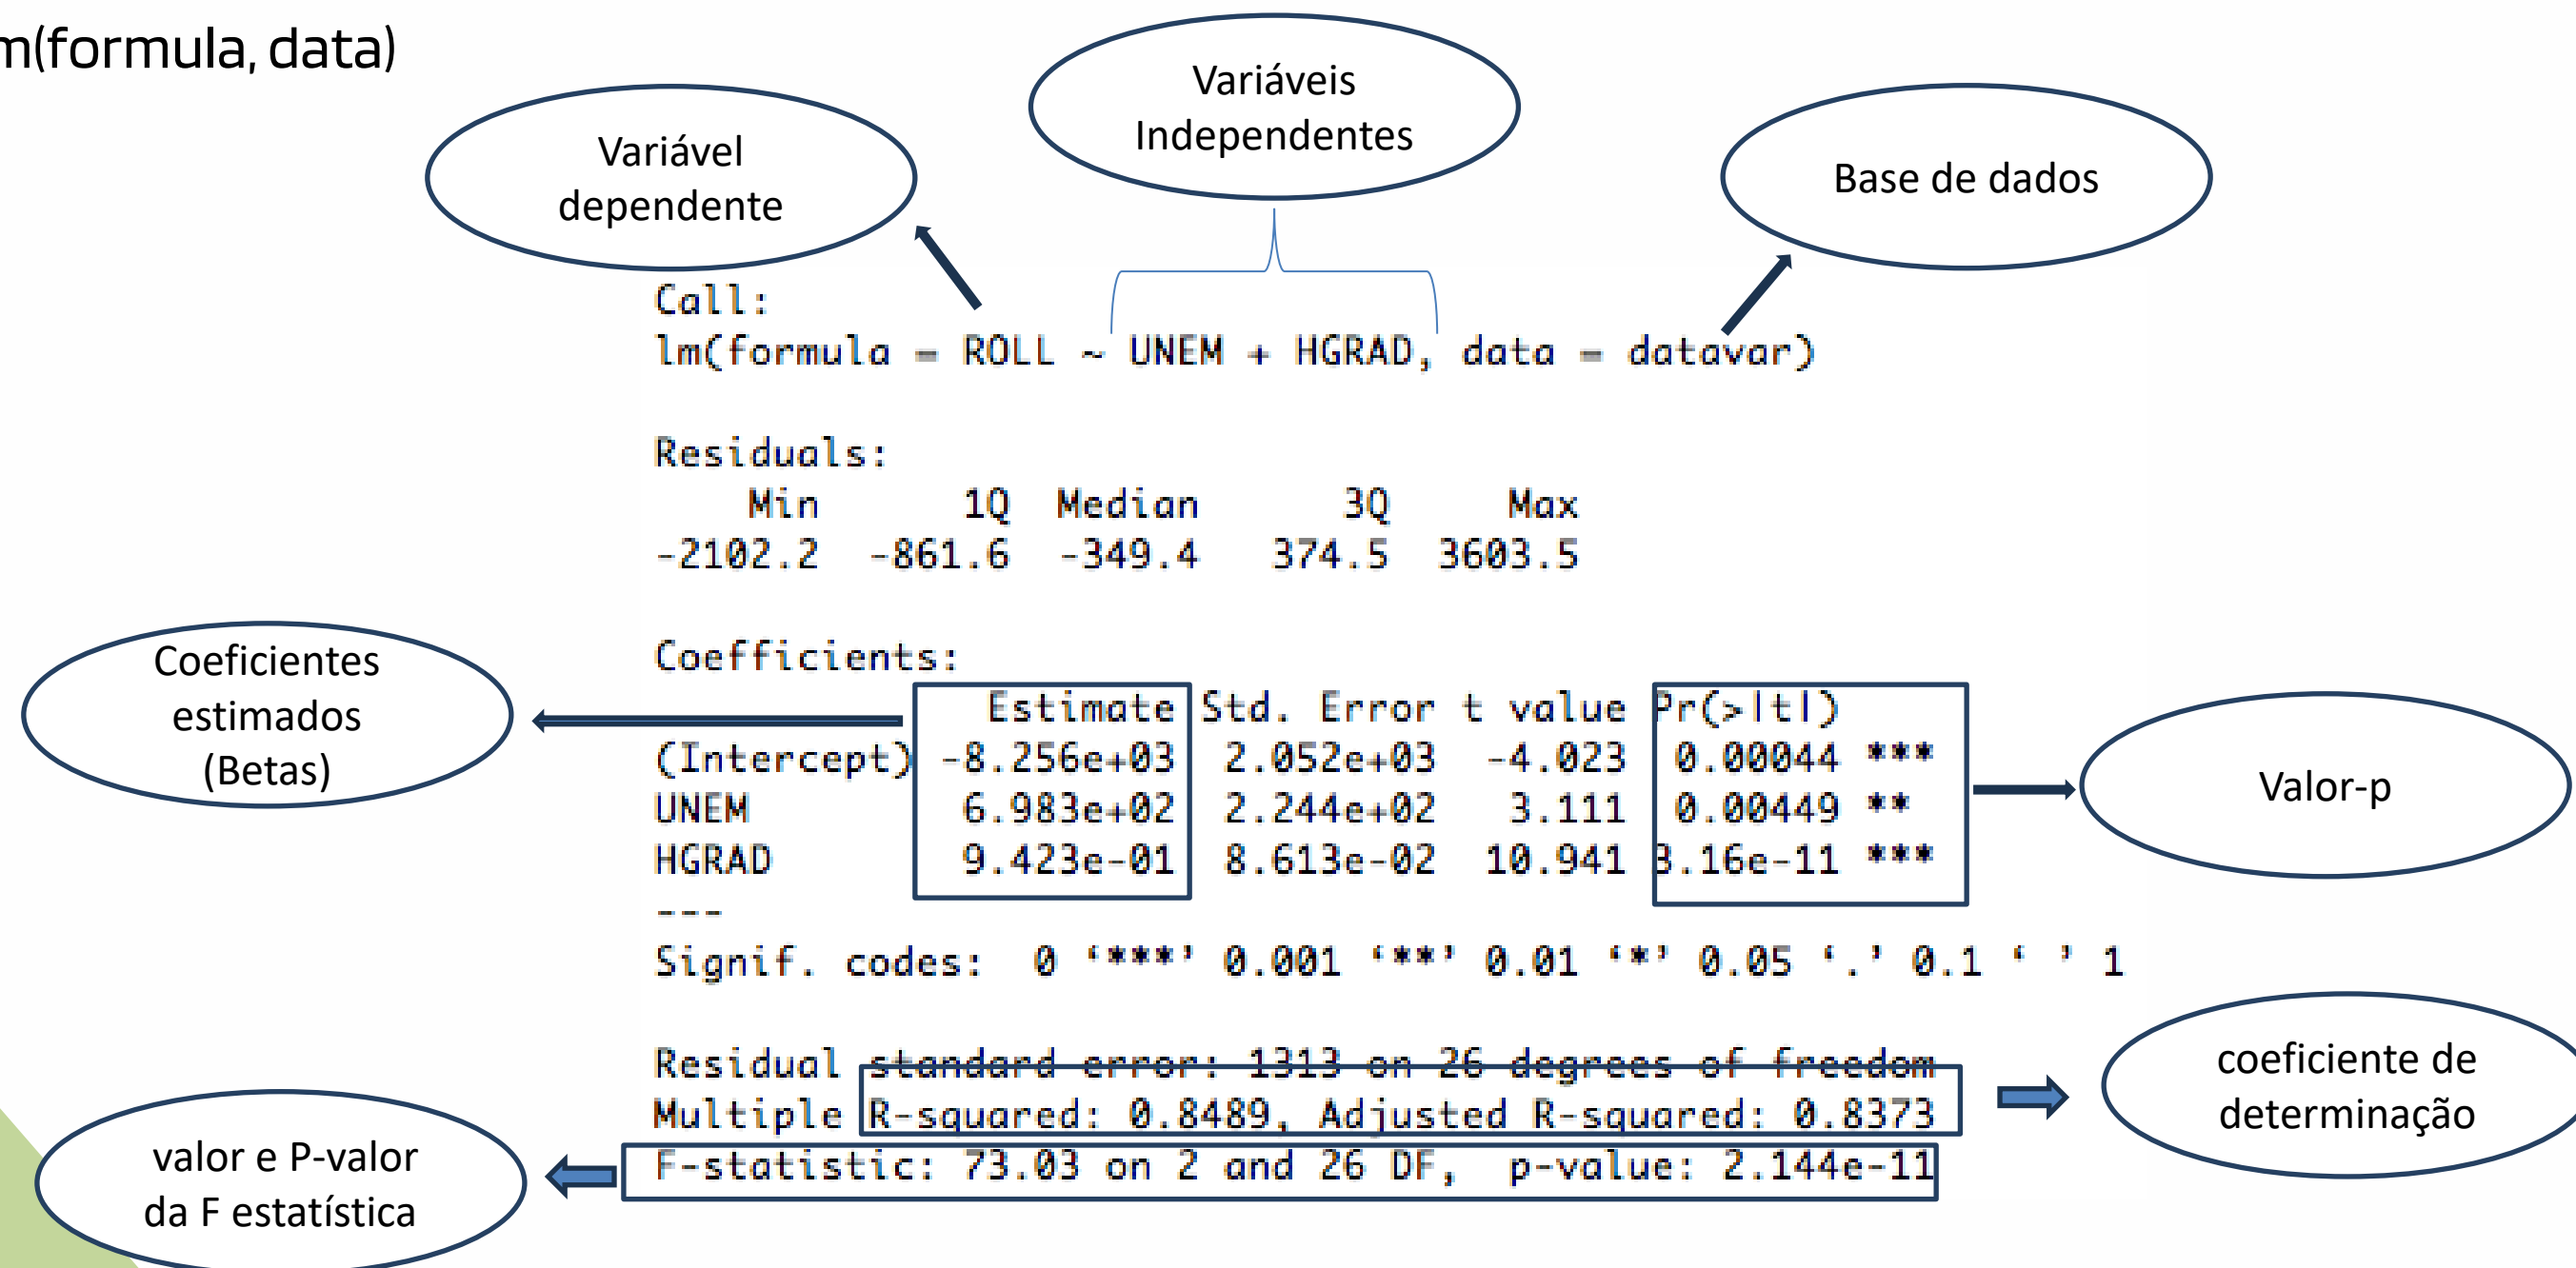 m(formula, data)
Variáveis
Independentes
Variável
dependente
Base de dados
Call:
lm(formula = ROLL ~ UNEM + HGRAD, data = datavar)
Residuals:
Min 1Q Median 3Q Max
-2102.2 -861.6 -349.4 374.5 3603.5
Coefficients:
Estimate Std. Error t value Pr(>|t|)
(Intercept) -8.256e+03 2.052e+03 -4.023 0.00044 ***
UNEM 6.983e+02 2.244e+02 3.111 0.00449 **
HGRAD 9.423e-01 8.613e-02 10.941 3.16e-11 ***
---
Signif. codes: 0 ‘***’ 0.001 ‘**’ 0.01 ‘*’ 0.05 ‘.’ 0.1 ‘ ’ 1
Residual standard error: 1313 on 26 degrees of freedom
Multiple R-squared: 0.8489, Adjusted R-squared: 0.8373
F-statistic: 73.03 on 2 and 26 DF, p-value: 2.144e-11
Coeficientes
estimados
(Betas)
Valor-p
coeficiente de
determinação
valor e P-valor
da F estatística